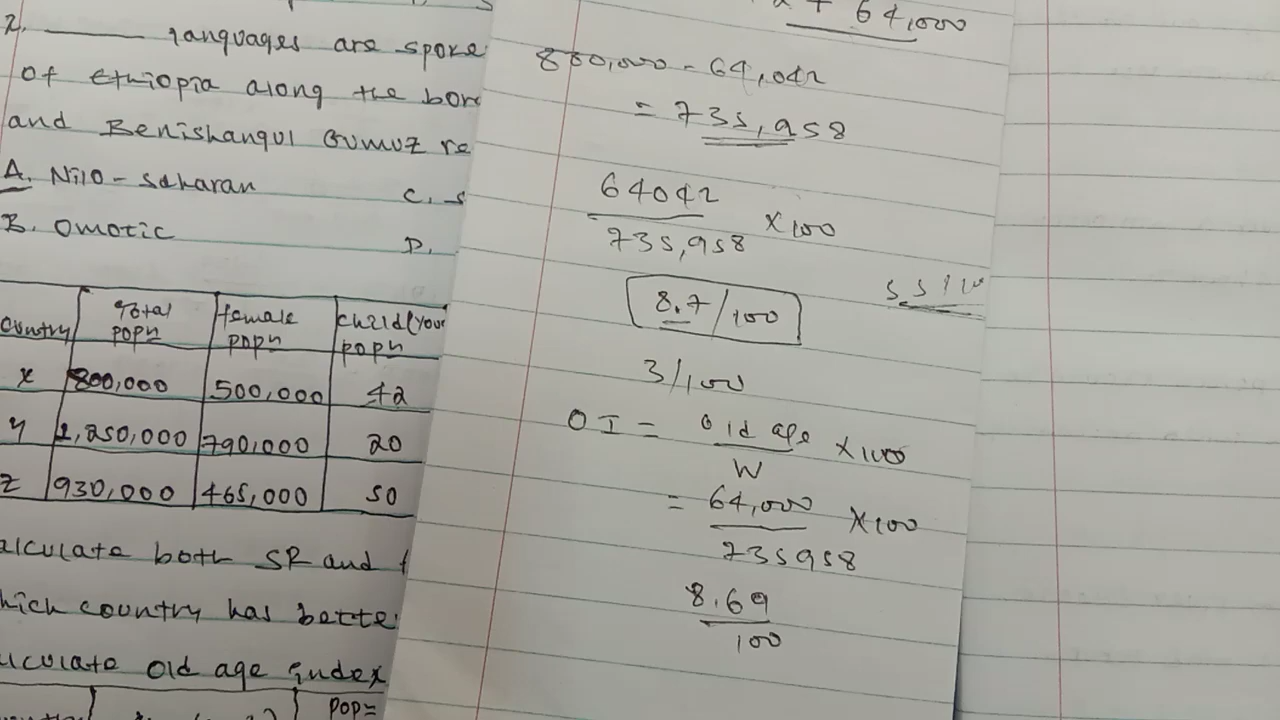 2. ______ languages are spoke
of Ethiopia along the bor
and Benishangul Gumuz re
A. Nilo-saharan C. s
B. Omotic D.
Country Total popn female popn child(your popn
X 800,000 500,000 42
Y 1,250,000 790,000 20
Z 930,000 465,000 50
alculate both SR and f
hich country has bette
lculate old age index
pop=
+ 64,000
800,000 - 64,042
= 735,958
64042
735,958 x100
8.7/100
3/100
OI = Old age x100
W
= 64,000 x100
735958
8.69
100